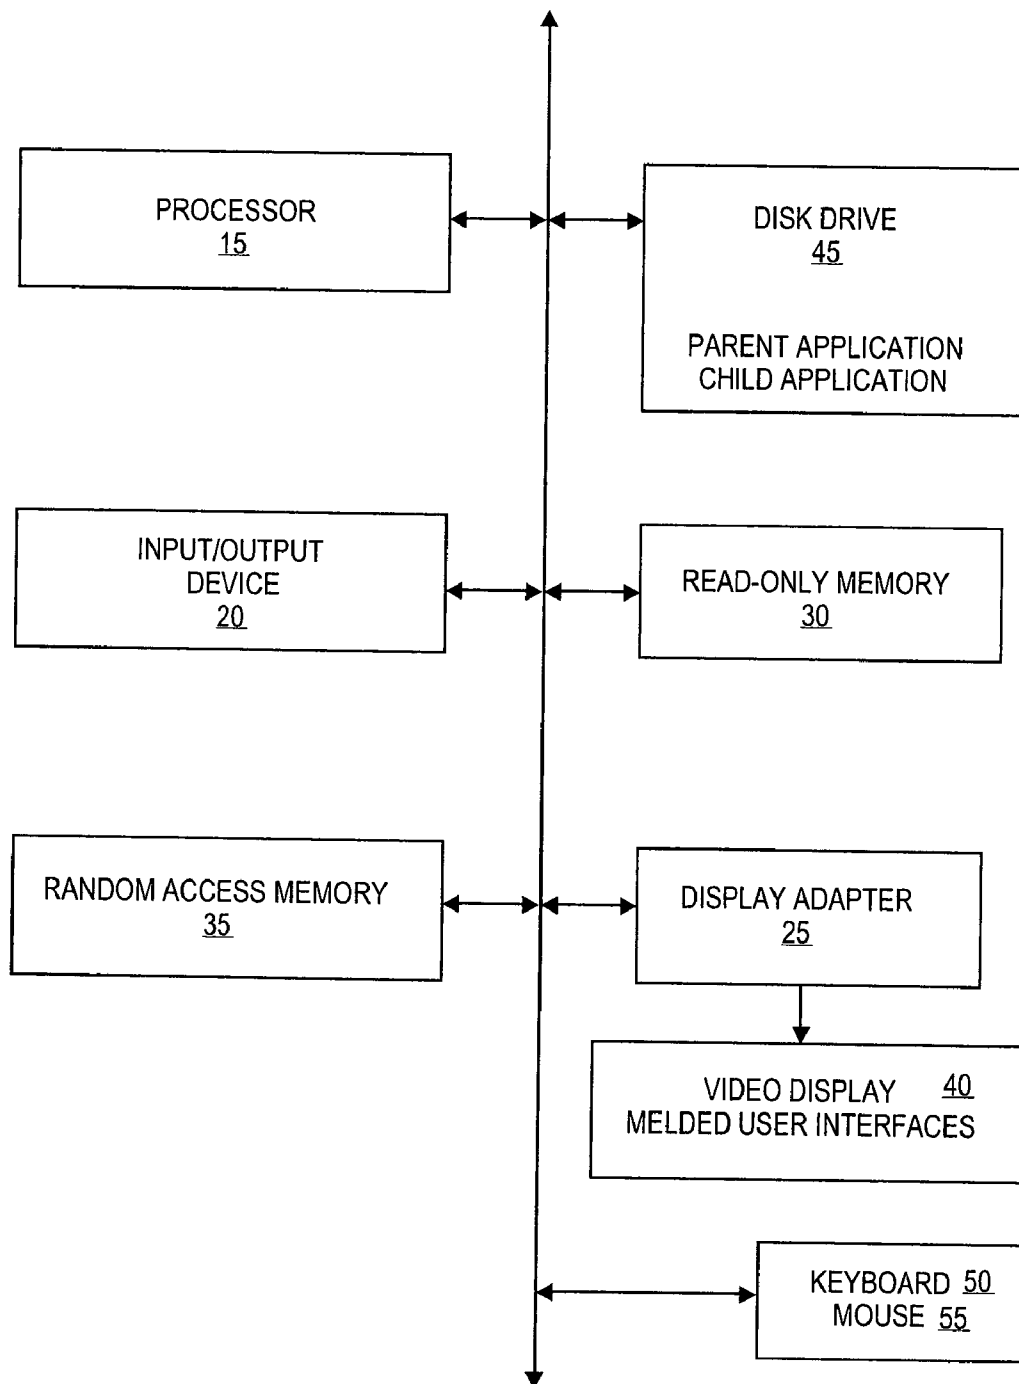 PROCESSOR
15
DISK DRIVE
45
PARENT APPLICATION
CHILD APPLICATION
INPUT/OUTPUT
DEVICE
20
READ-ONLY MEMORY
30
RANDOM ACCESS MEMORY
35
DISPLAY ADAPTER
25
VIDEO DISPLAY 40
MELDED USER INTERFACES
KEYBOARD 50
MOUSE 55